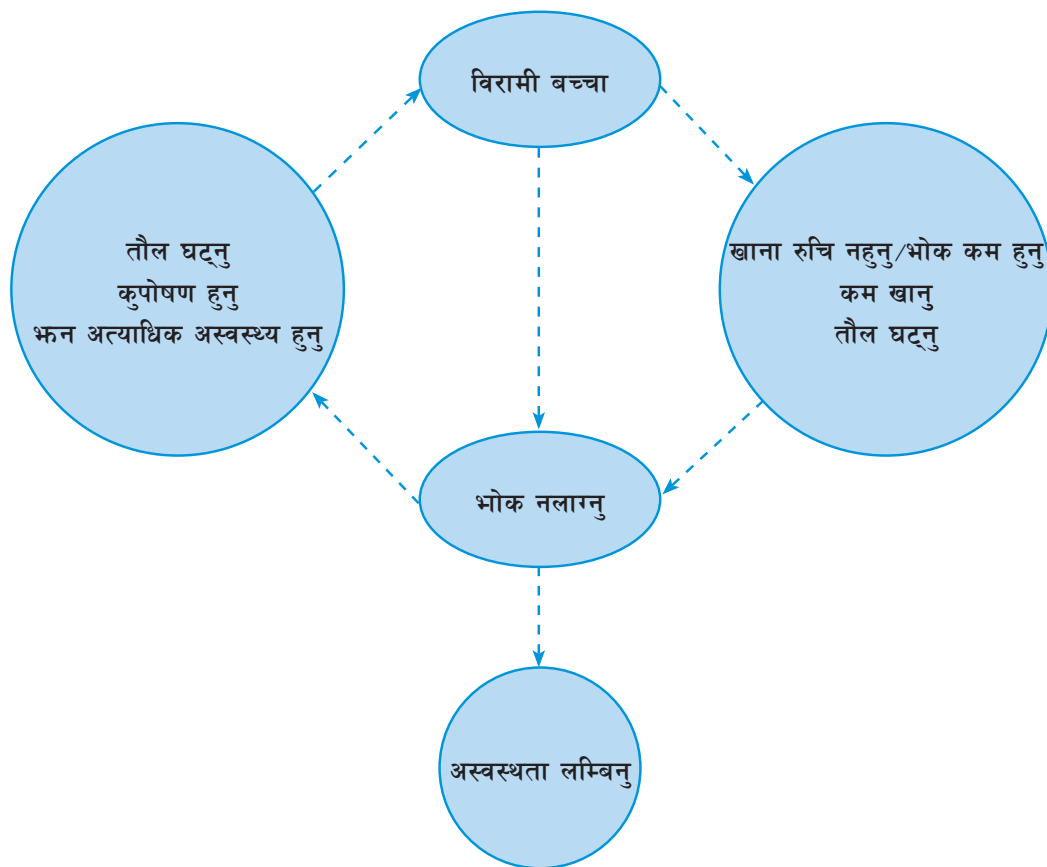 विरामी बच्चा
तौल घट्नु
कुपोषण हुनु
झन अत्याधिक अस्वस्थ्य हुनु
खाना रुचि नहुनु/भोक कम हुनु
कम खानु
तौल घट्नु
भोक नलाग्नु
अस्वस्थता लम्बिनु